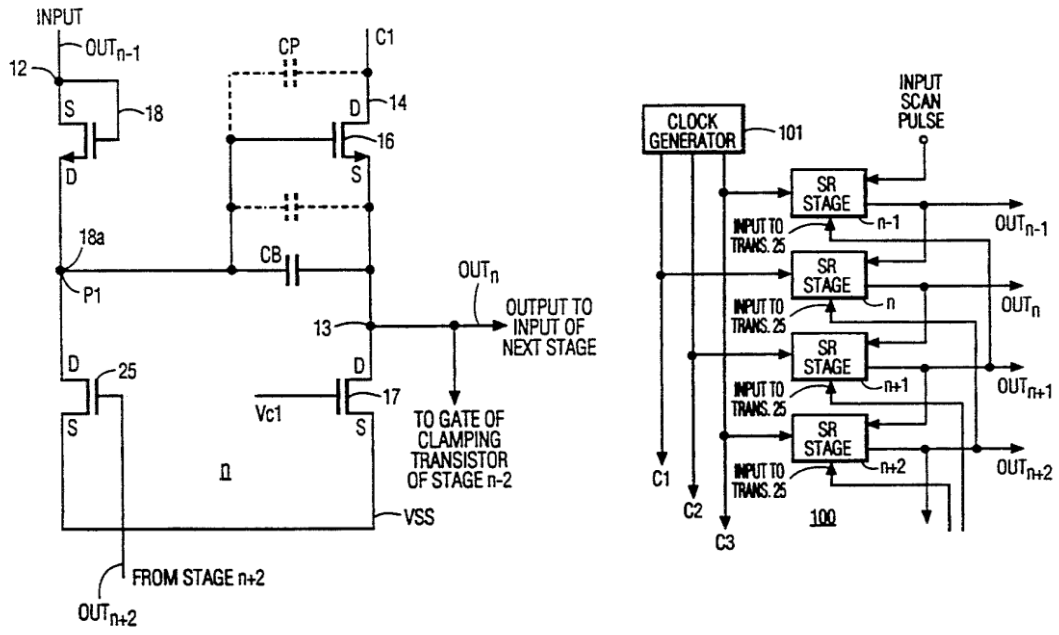 INPUT
OUTn-1
12
S
18
D
18a
P1
CP
C1
14
D
16
S
CB
OUTn
OUTPUT TO
INPUT OF
NEXT STAGE
13
D
25
S
Vc1
D
17
S
TO GATE OF
CLAMPING
TRANSISTOR
OF STAGE n-2
n
VSS
FROM STAGE n+2
OUTn+2
CLOCK
GENERATOR
101
INPUT
SCAN
PULSE
SR
STAGE
n-1
OUTn-1
INPUT TO
TRANS. 25
SR
STAGE
n
OUTn
INPUT TO
TRANS. 25
SR
STAGE
n+1
OUTn+1
INPUT TO
TRANS. 25
SR
STAGE
n+2
OUTn+2
INPUT TO
TRANS. 25
C1
C2
C3
100